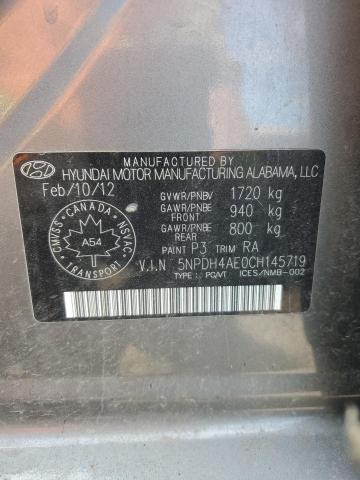 MANUFACTURED BY
HYUNDAI MOTOR MANUFACTURING ALABAMA, LLC
Feb/10/12
GVWR/PNBV 1720 kg
GAWR/PNBE FRONT 940 kg
GAWR/PNBE REAR 800 kg
PAINT P3 TRIM RA
CANADA
CMVSS NSVAC
A54
V.I.N 5NPDH4AE0CH145719
TYPE : PC/VT ICES/NMB-002